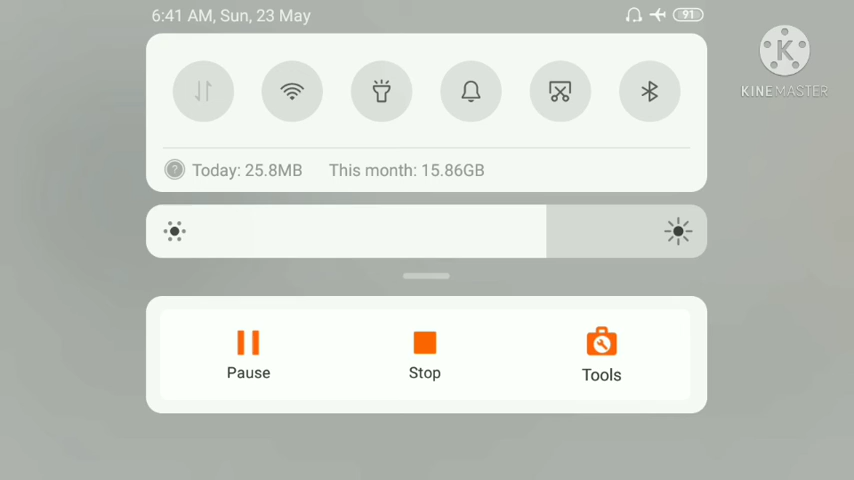 6:41 AM, Sun, 23 May
91
KINEMASTER
Today: 25.8MB This month: 15.86GB
Pause Stop Tools